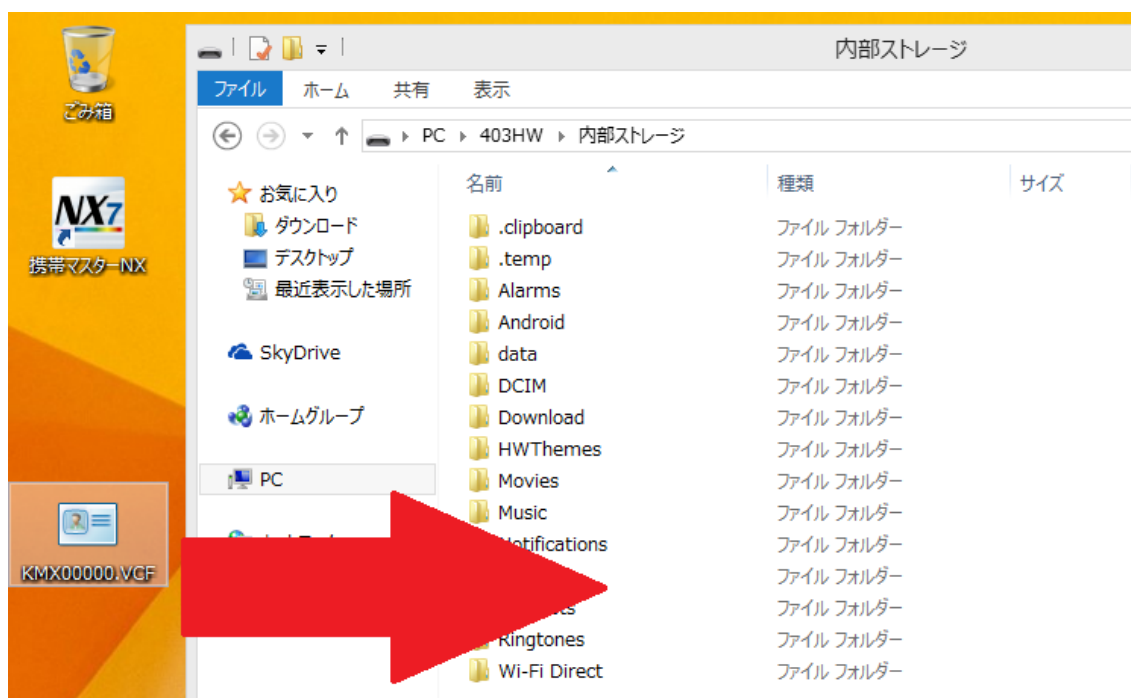 内部ストレージ
ファイル ホーム 共有 表示
PC 403HW 内部ストレージ
ごみ箱
NX7
携帯マスターNX
KMX00000.VCF
お気に入り
ダウンロード
デスクトップ
最近表示した場所
SkyDrive
ホームグループ
PC
名前 種類 サイズ
.clipboard ファイル フォルダー
.temp ファイル フォルダー
Alarms ファイル フォルダー
Android ファイル フォルダー
data ファイル フォルダー
DCIM ファイル フォルダー
Download ファイル フォルダー
HWThemes ファイル フォルダー
Movies ファイル フォルダー
Music ファイル フォルダー
Notifications ファイル フォルダー
ファイル フォルダー
ファイル フォルダー
Ringtones ファイル フォルダー
Wi-Fi Direct ファイル フォルダー